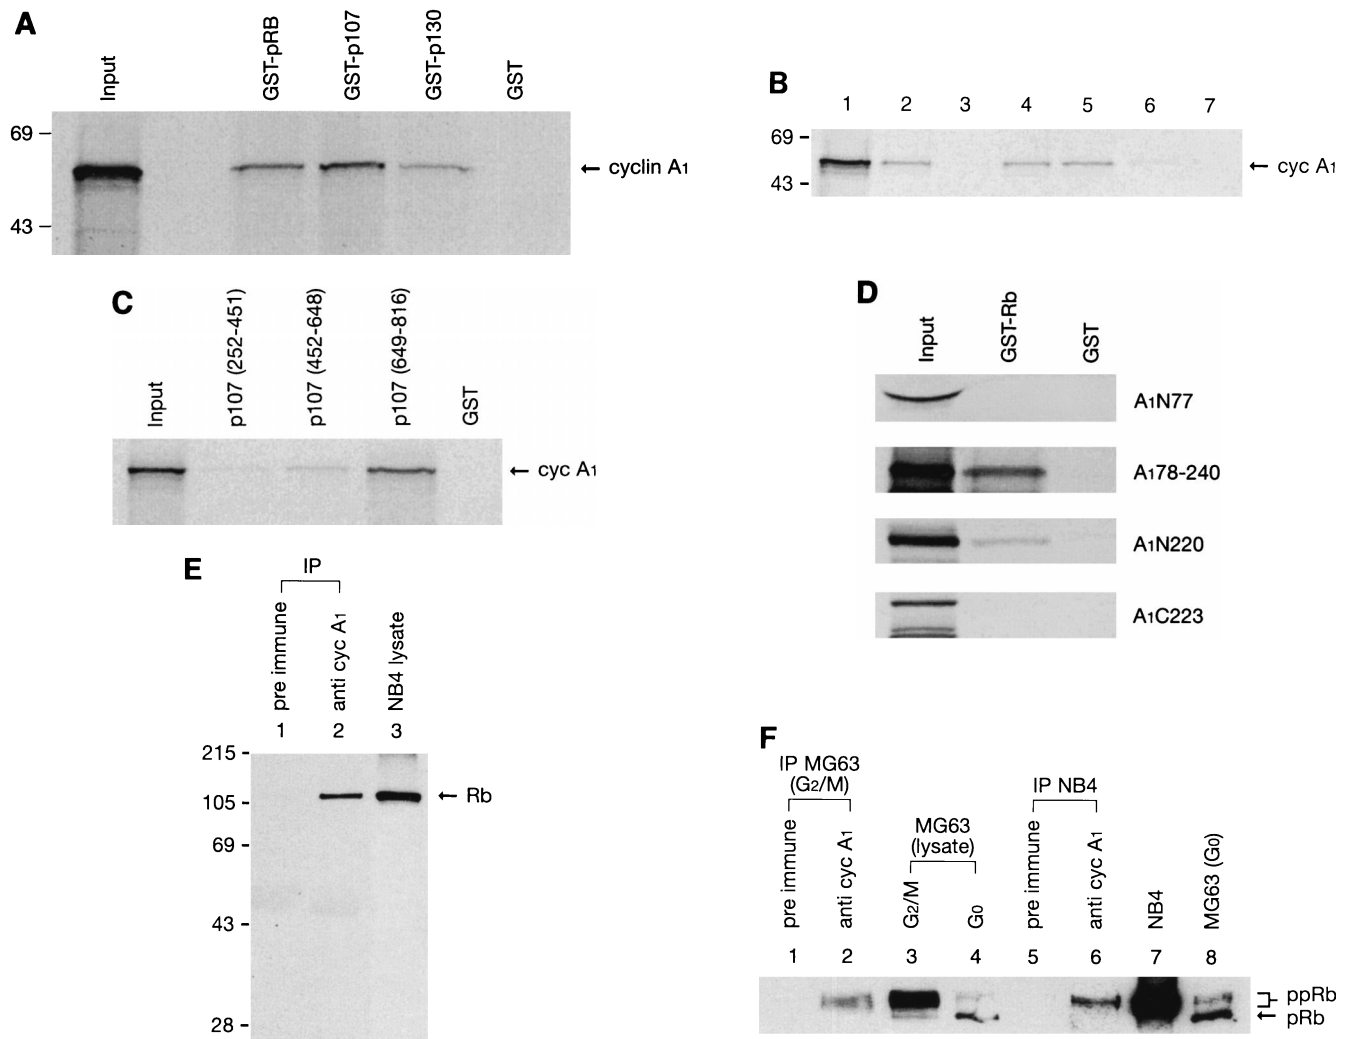 A
Input
GST-pRB
GST-p107
GST-p130
GST
69
43
← cyclin A1
B
1 2 3 4 5 6 7
69
43
← cyc A1
C
Input
p107 (252-451)
p107 (452-648)
p107 (649-816)
GST
← cyc A1
D
Input
GST-Rb
GST
A1N77
A178-240
A1N220
A1C223
E
IP
pre immune
anti cyc A1
NB4 lysate
1 2 3
215
105
69
43
28
← Rb
F
IP MG63
(G2/M)
MG63
(lysate)
IP NB4
pre immune
anti cyc A1
G2/M
G0
pre immune
anti cyc A1
NB4
MG63 (G0)
1 2 3 4 5 6 7 8
ppRb
pRb